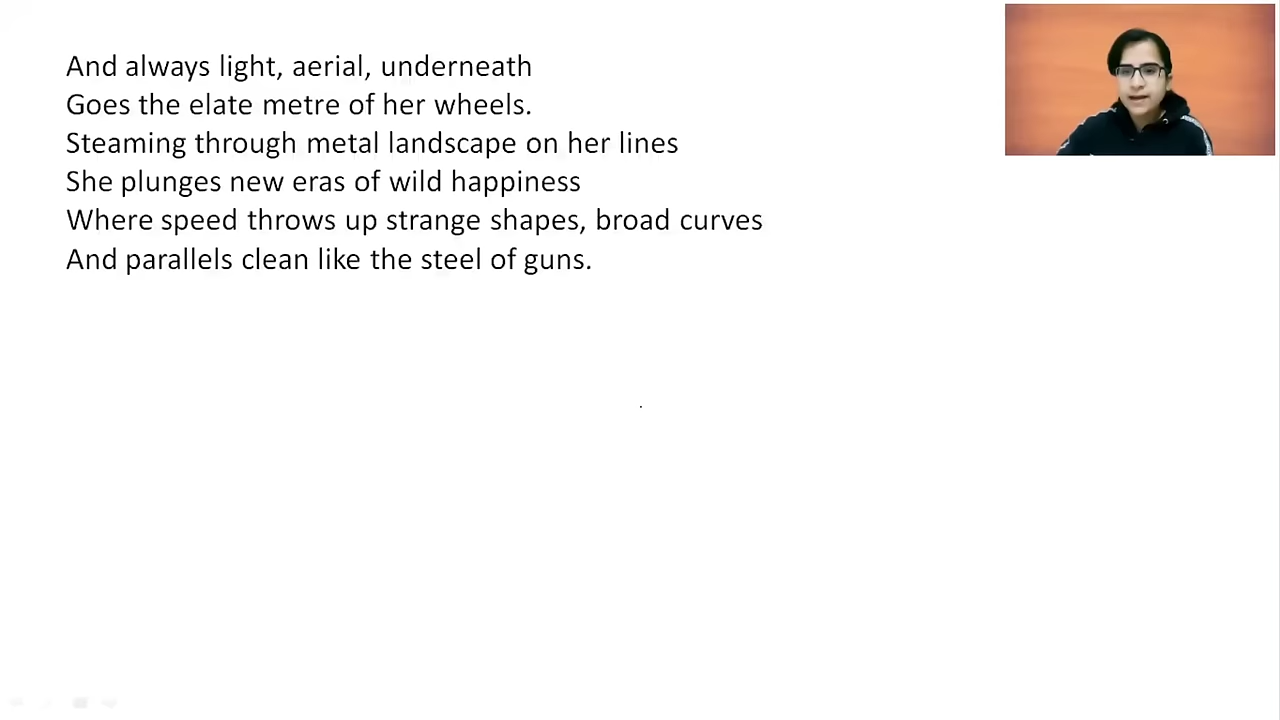 And always light, aerial, underneath
Goes the elate metre of her wheels.
Steaming through metal landscape on her lines
She plunges new eras of wild happiness
Where speed throws up strange shapes, broad curves
And parallels clean like the steel of guns.